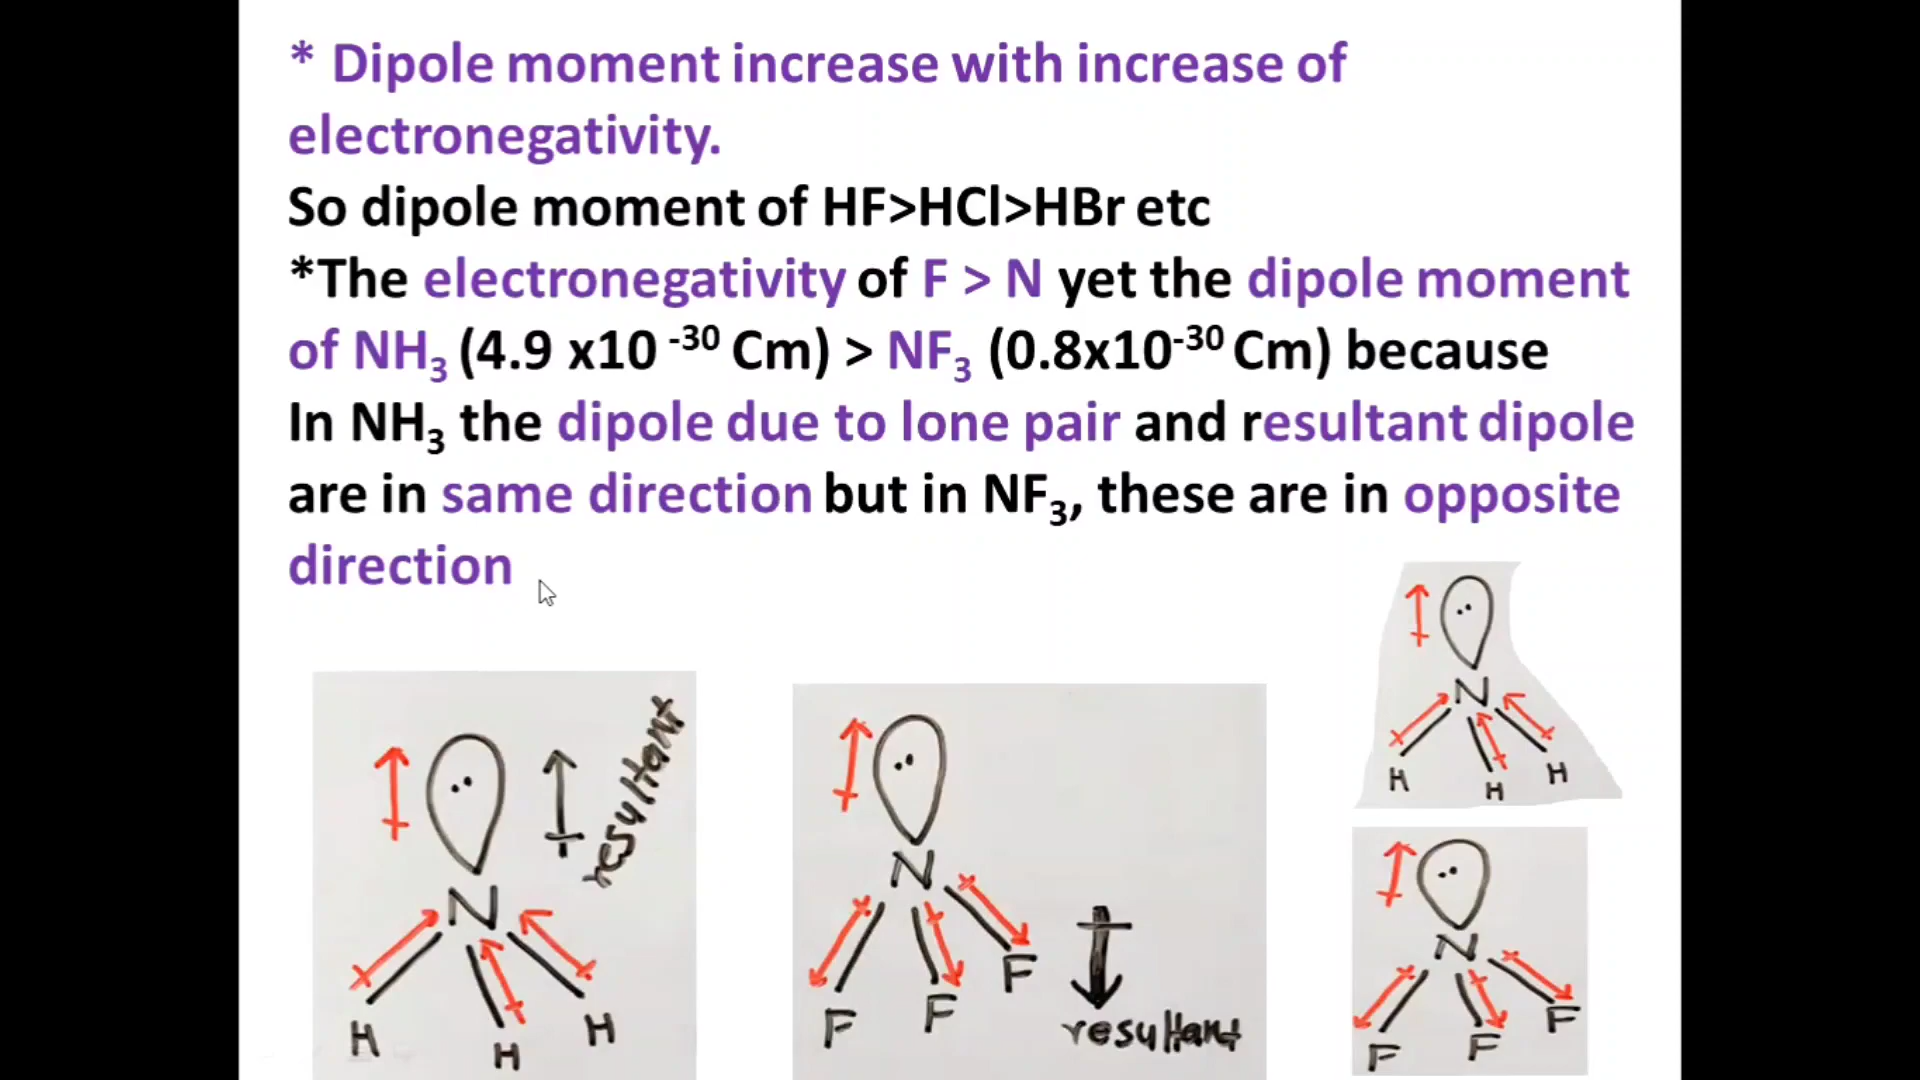 * Dipole moment increase with increase of
electronegativity.
So dipole moment of HF>HCl>HBr etc
*The electronegativity of F > N yet the dipole moment
of NH₃ (4.9 x10 ⁻³⁰ Cm) > NF₃ (0.8x10⁻³⁰ Cm) because
In NH₃ the dipole due to lone pair and resultant dipole
are in same direction but in NF₃, these are in opposite
direction
resultant
N
H H H
N
F F F
resultant
N
H H H
N
F F F